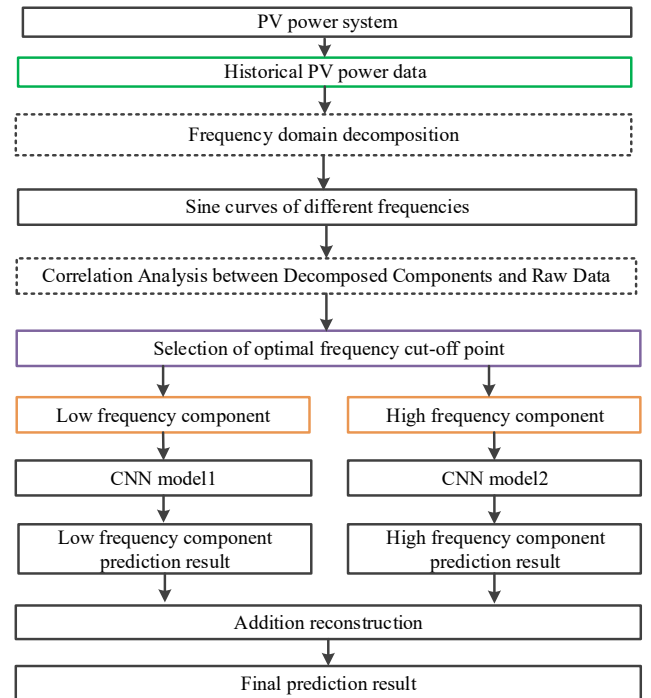 PV power system
Historical PV power data
Frequency domain decomposition
Sine curves of different frequencies
Correlation Analysis between Decomposed Components and Raw Data
Selection of optimal frequency cut-off point
Low frequency component
High frequency component
CNN model1
CNN model2
Low frequency component
prediction result
High frequency component
prediction result
Addition reconstruction
Final prediction result